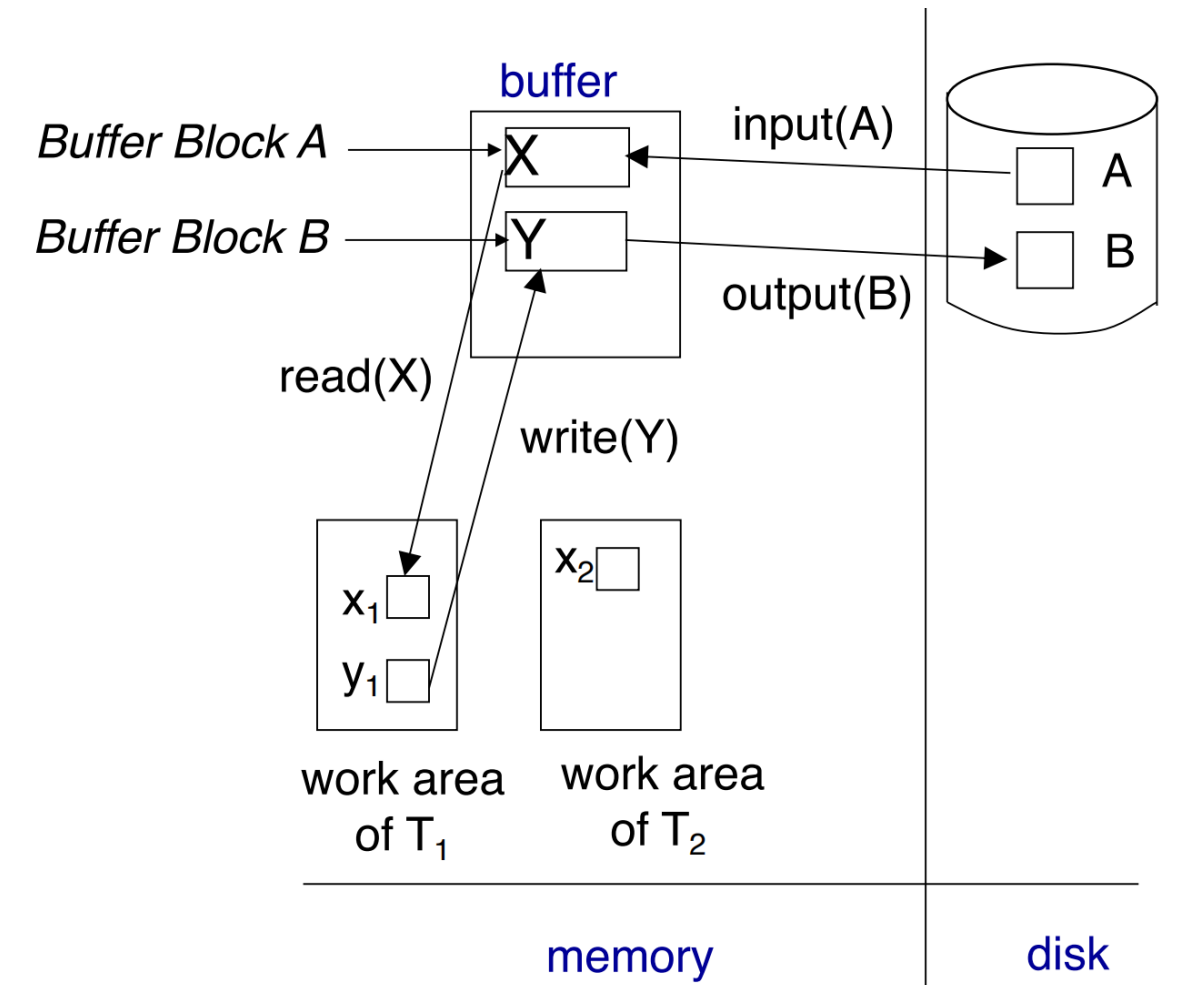 buffer
Buffer Block A
X
input(A)
A
Buffer Block B
Y
B
output(B)
read(X)
write(Y)
x₁
x₂
y₁
work area
of T₁
work area
of T₂
memory
disk